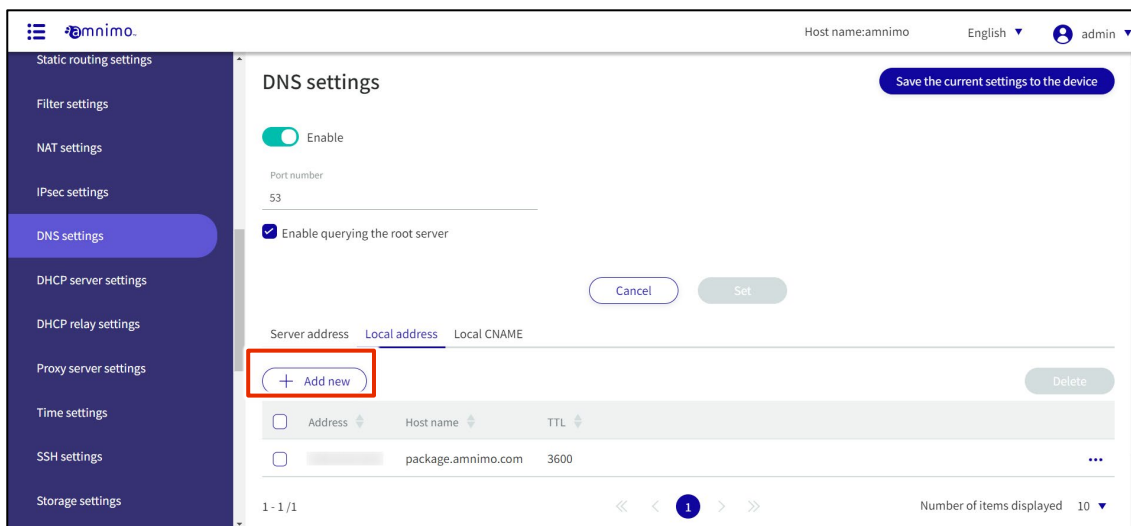 amnimo
Host name:amnimo
English
admin
Static routing settings
Filter settings
NAT settings
IPsec settings
DNS settings
DHCP server settings
DHCP relay settings
Proxy server settings
Time settings
SSH settings
Storage settings
DNS settings
Save the current settings to the device
Enable
Port number
53
Enable querying the root server
Cancel
Set
Server address Local address Local CNAME
+ Add new
Delete
Address Host name TTL
package.amnimo.com 3600
1 - 1 /1
1
Number of items displayed 10